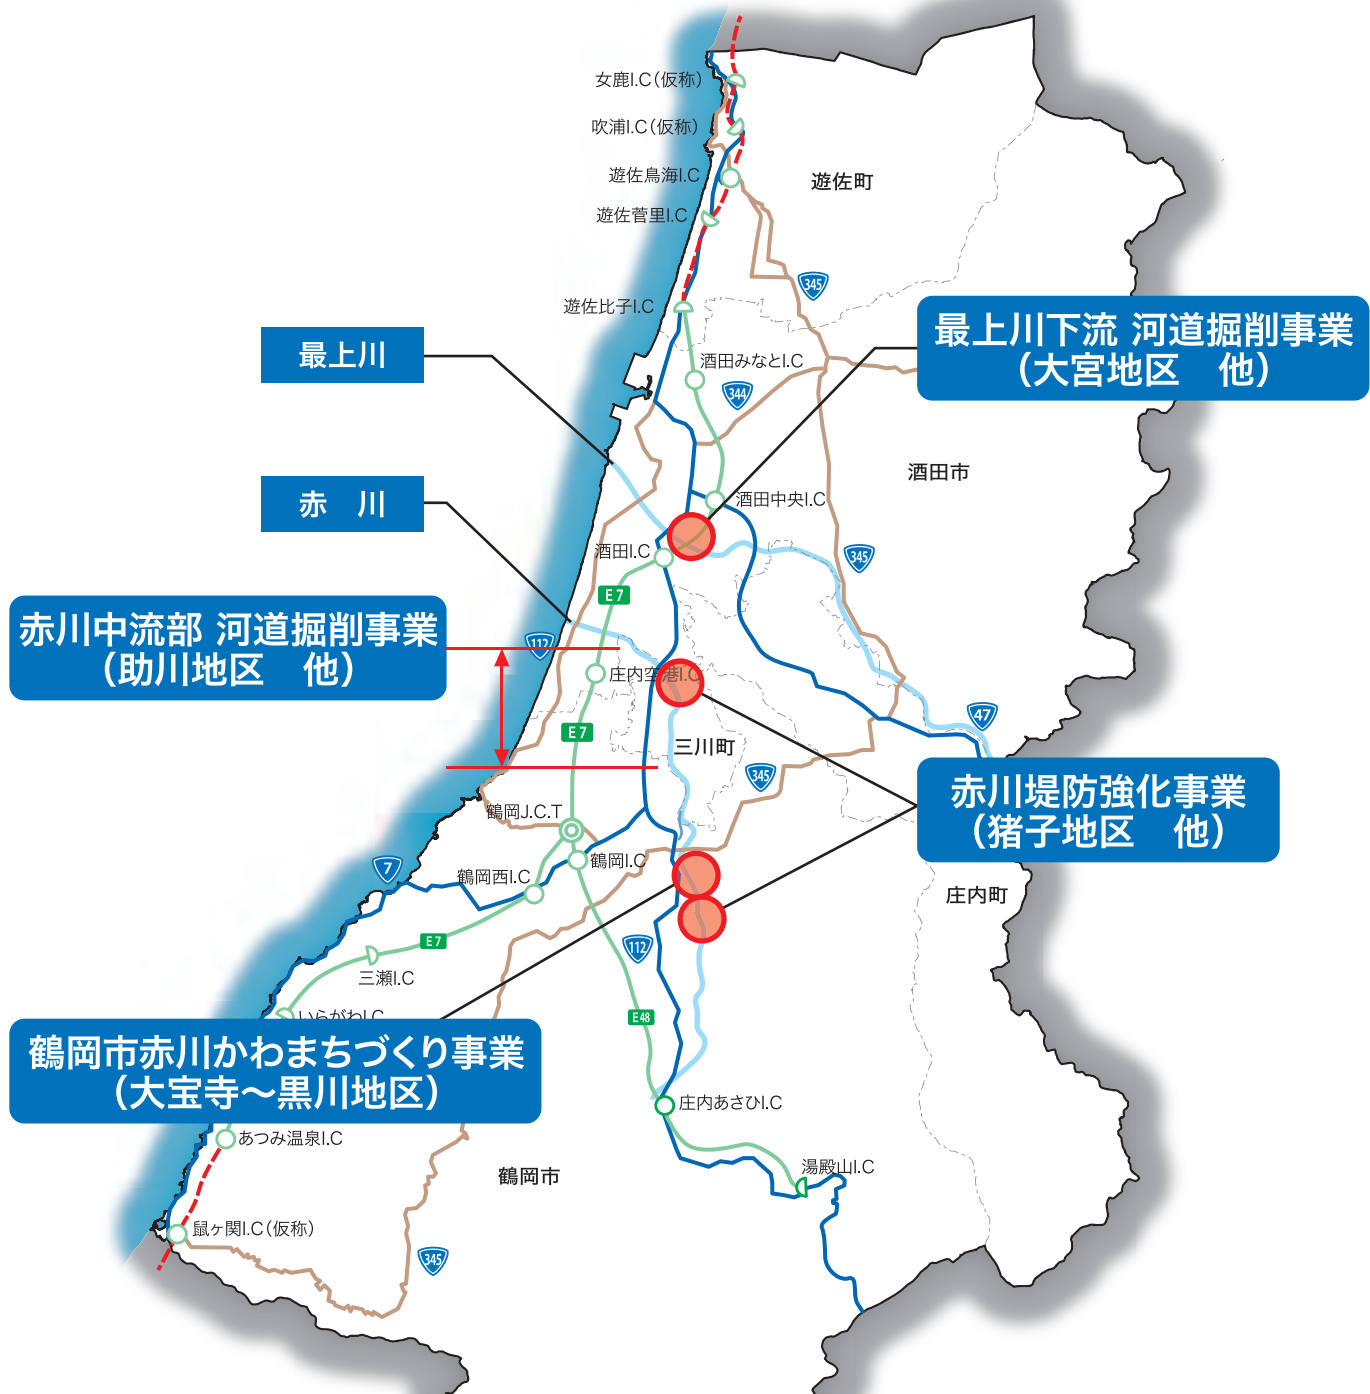 女鹿I.C（仮称）
吹浦I.C（仮称）
遊佐鳥海I.C
遊佐町
遊佐菅里I.C
345
遊佐比子I.C
最上川下流 河道掘削事業
（大宮地区　他）
最上川
酒田みなとI.C
344
酒田市
赤　川
酒田中央I.C
酒田I.C
345
E7
赤川中流部 河道掘削事業
（助川地区　他）
112
庄内空港I.C
47
E7
三川町
345
赤川堤防強化事業
（猪子地区　他）
鶴岡J.C.T
鶴岡I.C
7
鶴岡西I.C
庄内町
E7
112
三瀬I.C
いらがわI.C
E48
鶴岡市赤川かわまちづくり事業
（大宝寺～黒川地区）
庄内あさひI.C
あつみ温泉I.C
湯殿山I.C
鶴岡市
鼠ヶ関I.C（仮称）
345